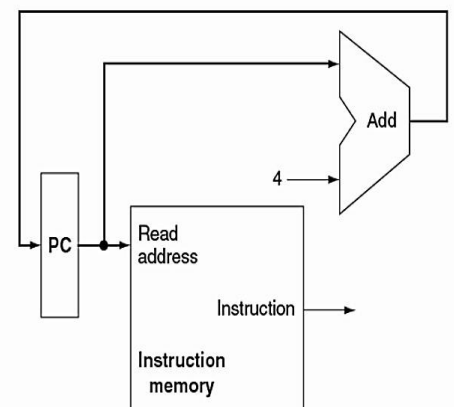 Add
4
PC
Read
address
Instruction
Instruction
memory